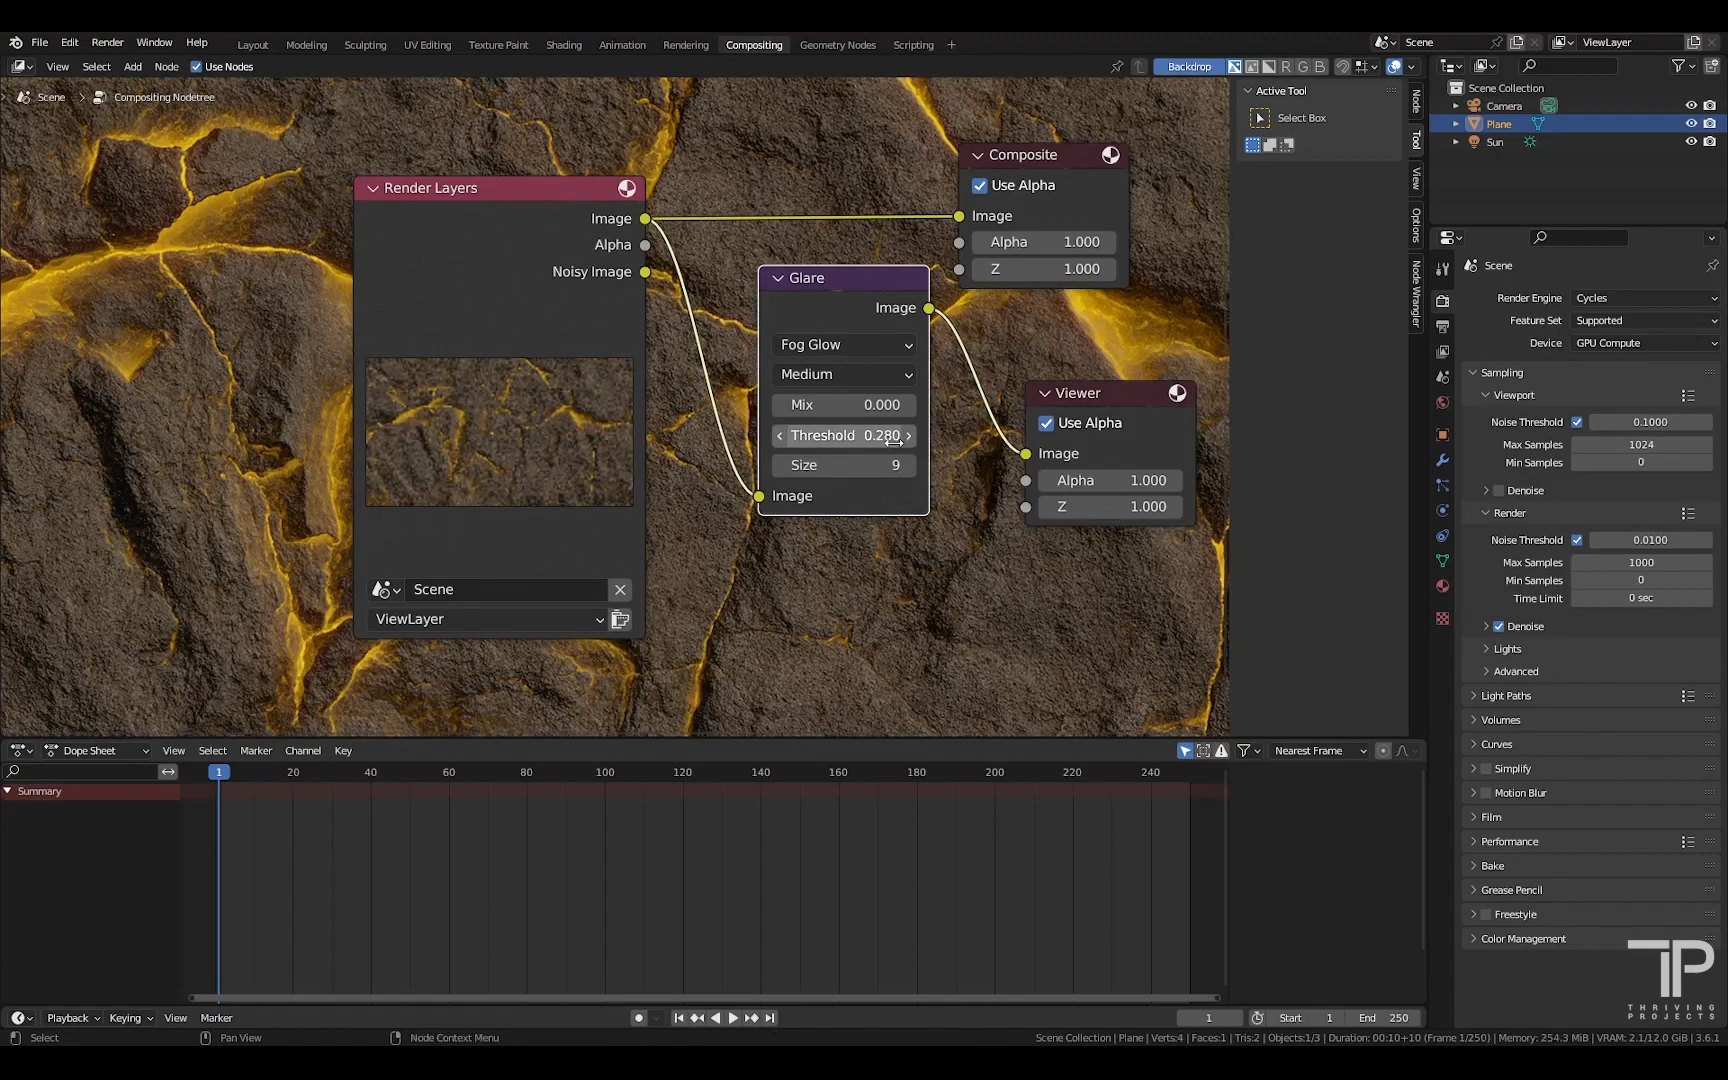 File Edit Render Window Help Layout Modeling Sculpting UV Editing Texture Paint Shading Animation Rendering Compositing Geometry Nodes Scripting + Scene ViewLayer
View Select Add Node Use Nodes Backdrop R G B
Scene > Compositing Nodetree
Active Tool
Select Box
Node
Tool
View
Options
Node Wrangler
Scene Collection
Camera
Plane
Sun
Render Layers
Image
Alpha
Noisy Image
Scene
ViewLayer
Glare
Image
Fog Glow
Medium
Mix 0.000
Threshold 0.280
Size 9
Image
Composite
Use Alpha
Image
Alpha 1.000
Z 1.000
Viewer
Use Alpha
Image
Alpha 1.000
Z 1.000
Scene
Render Engine Cycles
Feature Set Supported
Device GPU Compute
Sampling
Viewport
Noise Threshold 0.1000
Max Samples 1024
Min Samples 0
Denoise
Render
Noise Threshold 0.0100
Max Samples 1000
Min Samples 0
Time Limit 0 sec
Denoise
Lights
Advanced
Light Paths
Volumes
Curves
Simplify
Motion Blur
Film
Performance
Bake
Grease Pencil
Freestyle
Color Management
Dope Sheet View Select Marker Channel Key Nearest Frame
1 20 40 60 80 100 120 140 160 180 200 220 240
Summary
Playback Keying View Marker 1 Start 1 End 250
Select Pan View Node Context Menu Scene Collection | Plane | Verts:4 | Faces:1 | Tris:2 | Objects:1/3 | Duration: 00:10+10 (Frame 1/250) | Memory: 254.3 MiB | VRAM: 2.1/12.0 GiB | 3.6.1
TP
THRIVING
PROJECTS